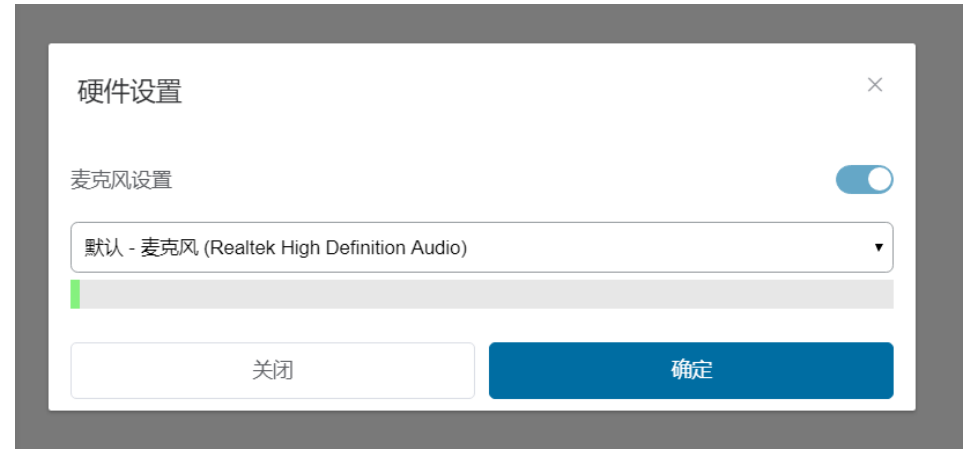 硬件设置
麦克风设置
默认 - 麦克风 (Realtek High Definition Audio)
关闭
确定